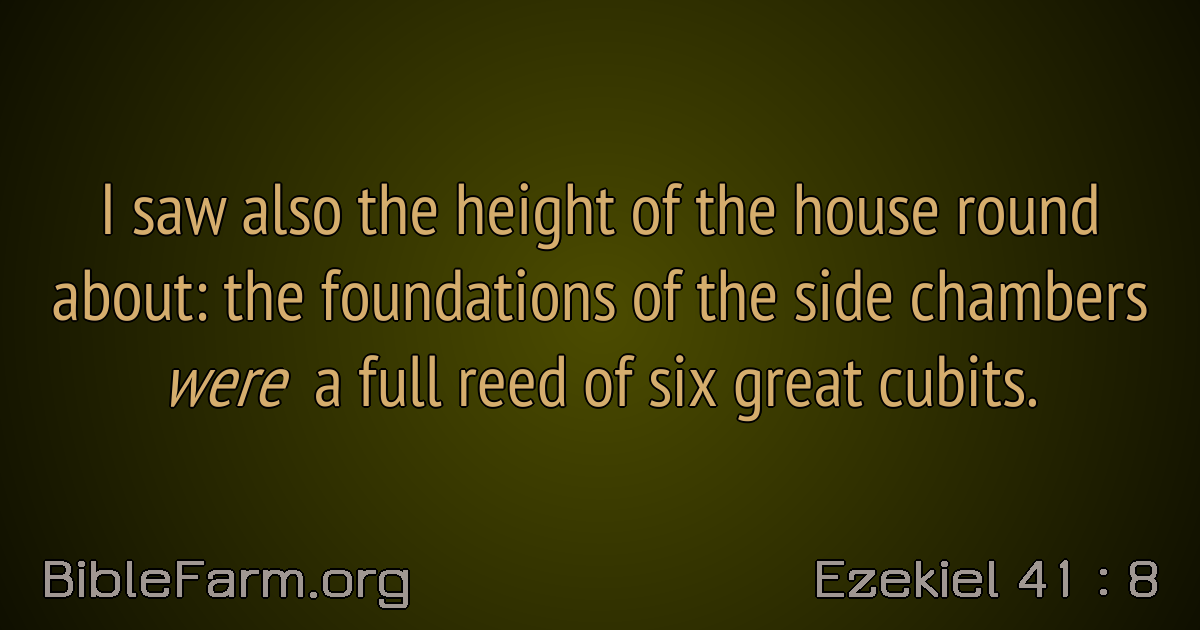 I saw also the height of the house round
about: the foundations of the side chambers
were a full reed of six great cubits.
BibleFarm.org
Ezekiel 41 : 8